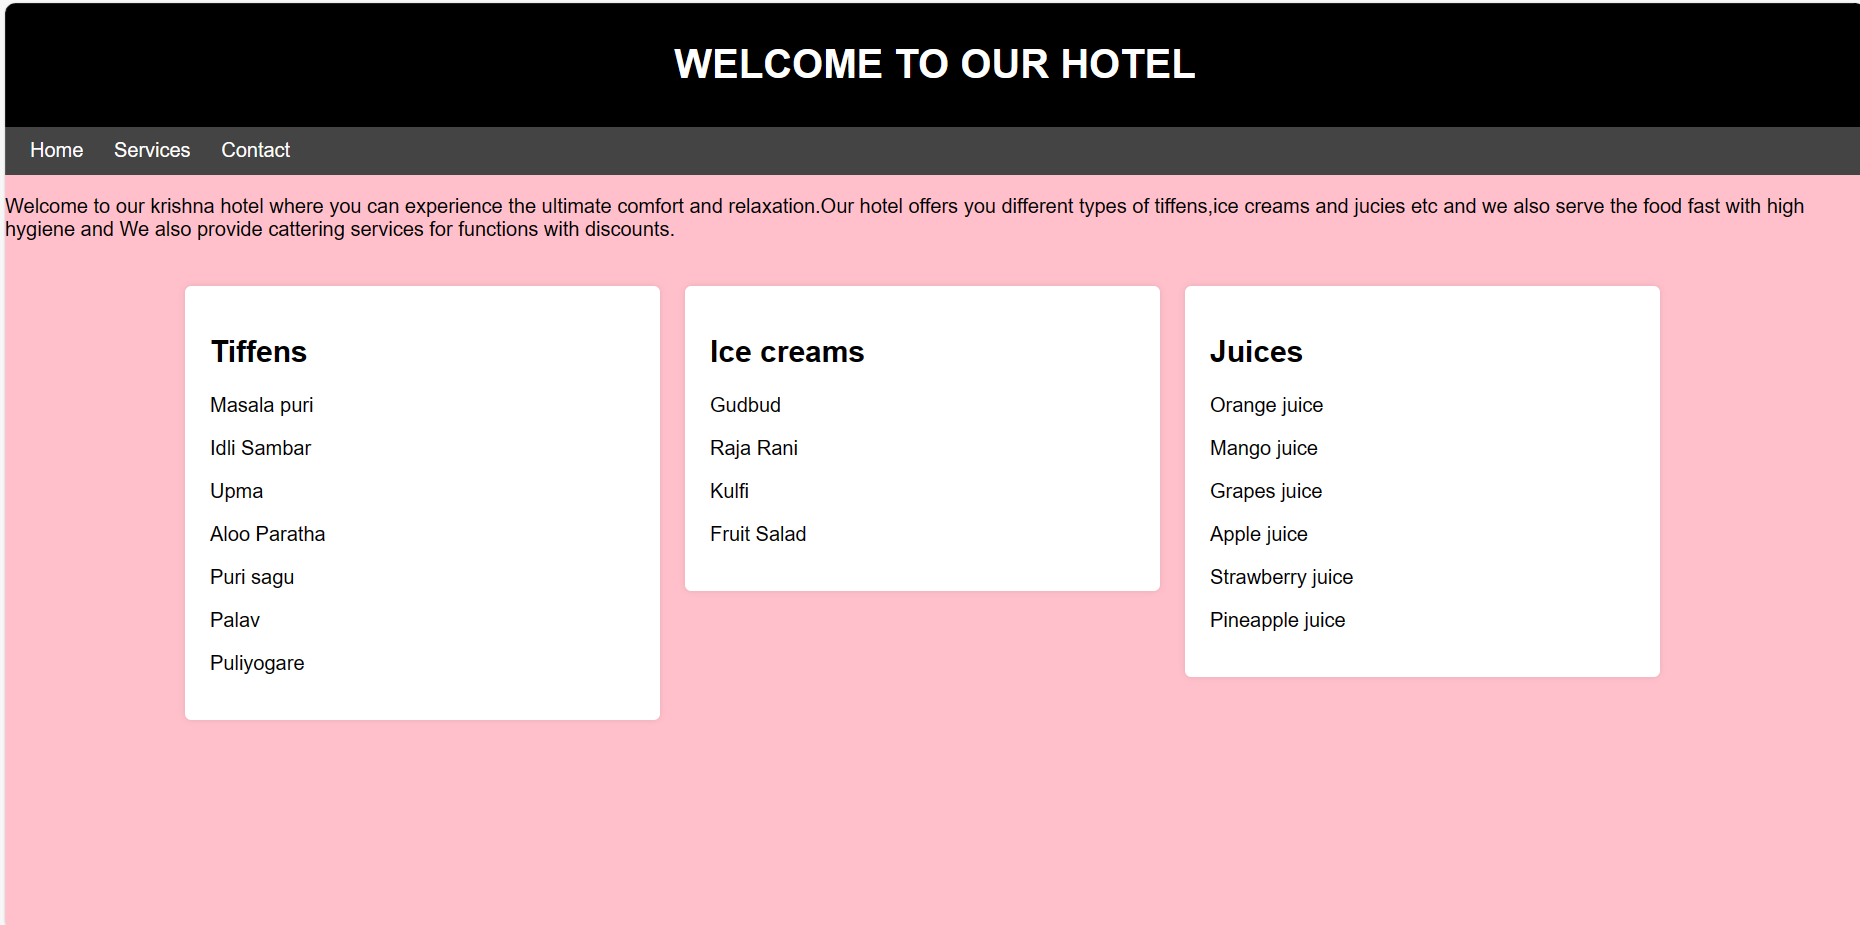 WELCOME TO OUR HOTEL
Home Services Contact
Welcome to our krishna hotel where you can experience the ultimate comfort and relaxation.Our hotel offers you different types of tiffens,ice creams and jucies etc and we also serve the food fast with high
hygiene and We also provide cattering services for functions with discounts.
Tiffens
Masala puri
Idli Sambar
Upma
Aloo Paratha
Puri sagu
Palav
Puliyogare
Ice creams
Gudbud
Raja Rani
Kulfi
Fruit Salad
Juices
Orange juice
Mango juice
Grapes juice
Apple juice
Strawberry juice
Pineapple juice